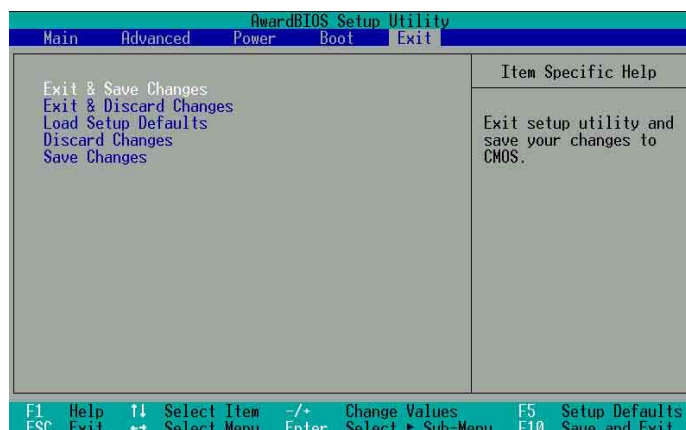 AwardBIOS Setup Utility
Main Advanced Power Boot Exit
Item Specific Help
Exit & Save Changes
Exit & Discard Changes
Load Setup Defaults
Discard Changes
Save Changes
Exit setup utility and
save your changes to
CMOS.
F1 Help ↑↓ Select Item -/+ Change Values F5 Setup Defaults
ESC Exit ←→ Select Menu Enter Select ► Sub-Menu F10 Save and Exit